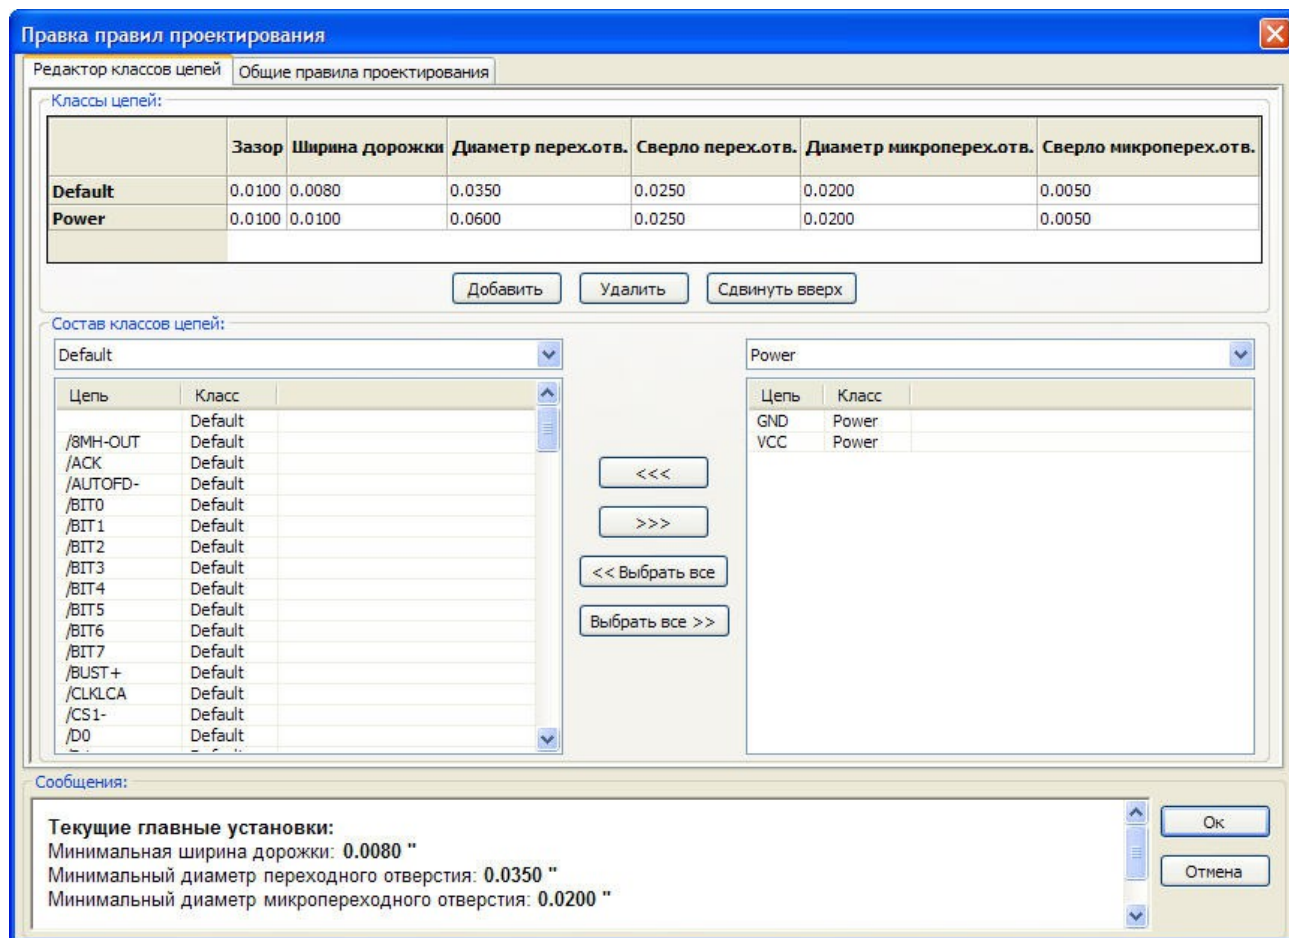 Правка правил проектирования
Редактор классов цепей Общие правила проектирования
Классы цепей:
Зазор Ширина дорожки Диаметр перех.отв. Сверло перех.отв. Диаметр микроперех.отв. Сверло микроперех.отв.
Default 0.0100 0.0080 0.0350 0.0250 0.0200 0.0050
Power 0.0100 0.0100 0.0600 0.0250 0.0200 0.0050
Добавить Удалить Сдвинуть вверх
Состав классов цепей:
Default
Цепь Класс
Default
/8MH-OUT Default
/ACK Default
/AUTOFD- Default
/BIT0 Default
/BIT1 Default
/BIT2 Default
/BIT3 Default
/BIT4 Default
/BIT5 Default
/BIT6 Default
/BIT7 Default
/BUST+ Default
/CLKLCA Default
/CS1- Default
/D0 Default
<<<
>>>
<< Выбрать все
Выбрать все >>
Power
Цепь Класс
GND Power
VCC Power
Сообщения:
Текущие главные установки:
Минимальная ширина дорожки: 0.0080 "
Минимальный диаметр переходного отверстия: 0.0350 "
Минимальный диаметр микропереходного отверстия: 0.0200 "
Ок
Отмена